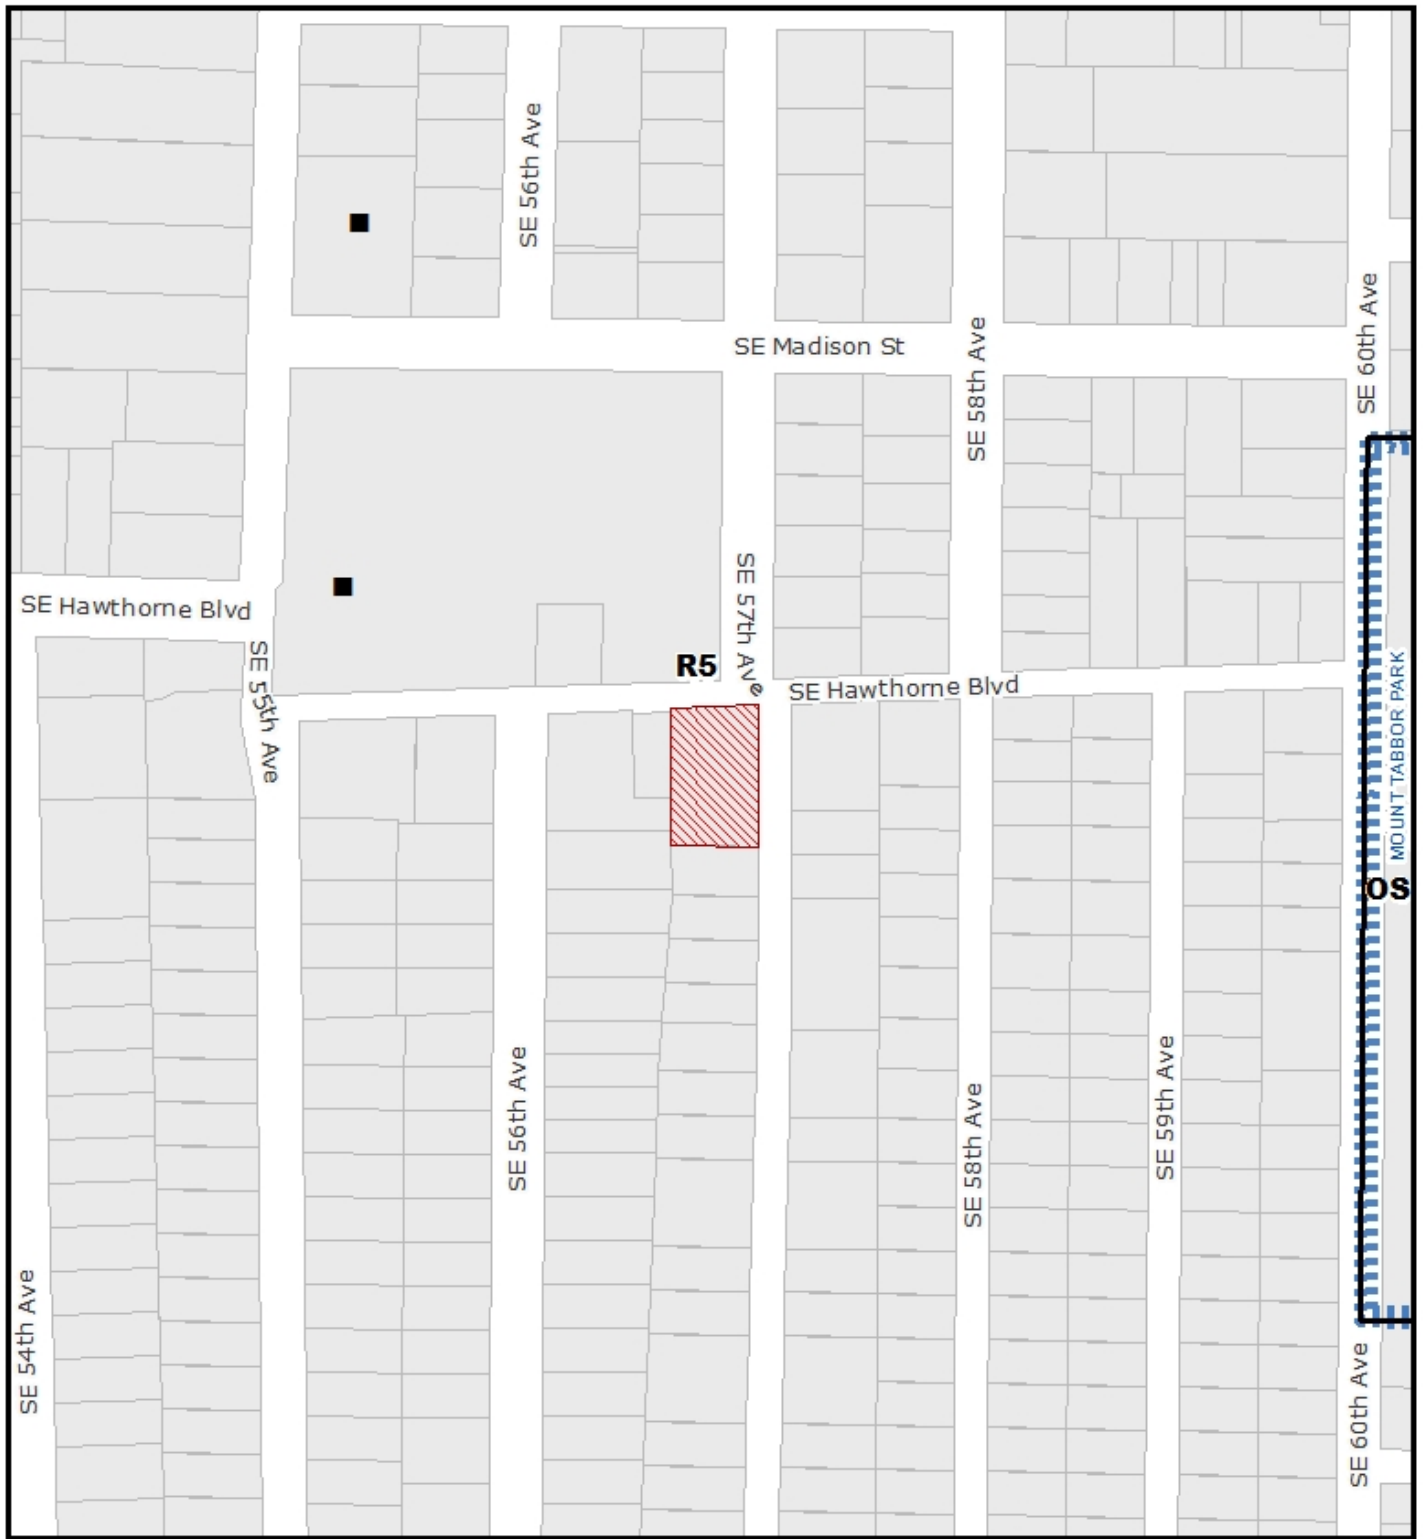 SE 56th Ave
SE Madison St
SE 58th Ave
SE 60th Ave
SE 57th Ave
SE Hawthorne Blvd
SE 55th Ave
R5
SE Hawthorne Blvd
MOUNT TABBOR PARK
OS
SE 56th Ave
SE 58th Ave
SE 59th Ave
SE 54th Ave
SE 60th Ave